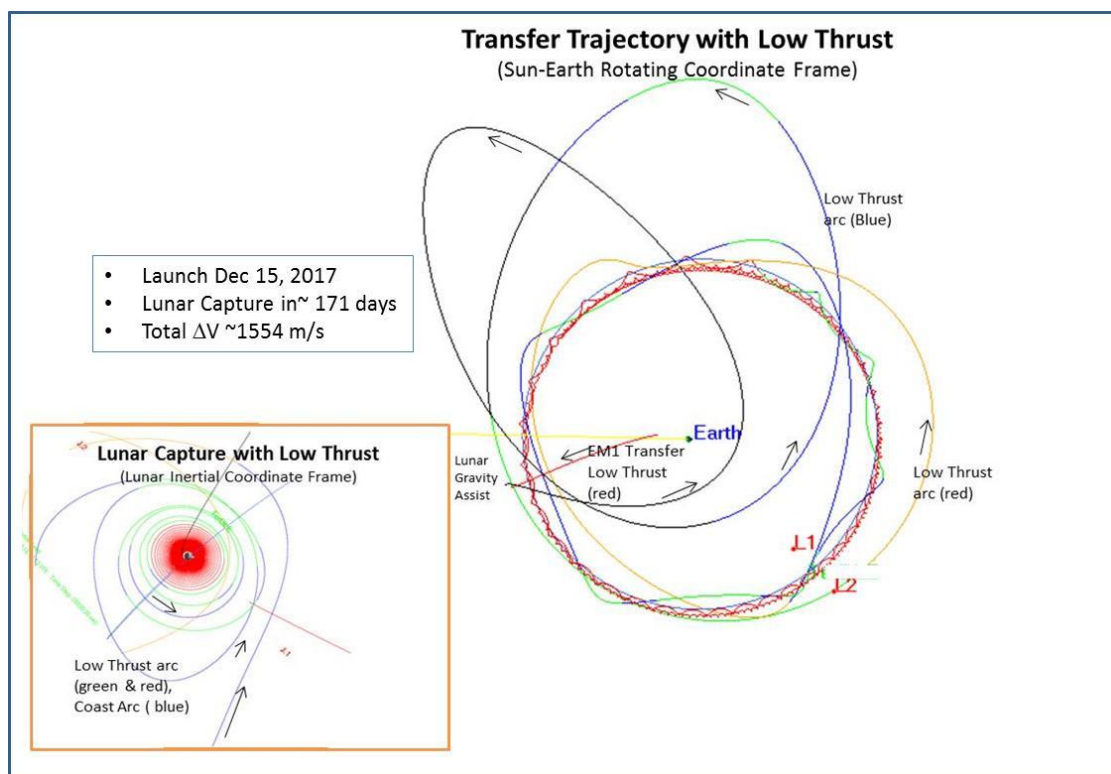 Transfer Trajectory with Low Thrust
(Sun-Earth Rotating Coordinate Frame)
Low Thrust
arc (Blue)
• Launch Dec 15, 2017
• Lunar Capture in~ 171 days
• Total ΔV ~1554 m/s
Earth
Lunar
Gravity
Assist
EM1 Transfer
Low Thrust
(red)
Low Thrust
arc (red)
L1
L2
Lunar Capture with Low Thrust
(Lunar Inertial Coordinate Frame)
L2
L1
Low Thrust arc
(green & red),
Coast Arc ( blue)